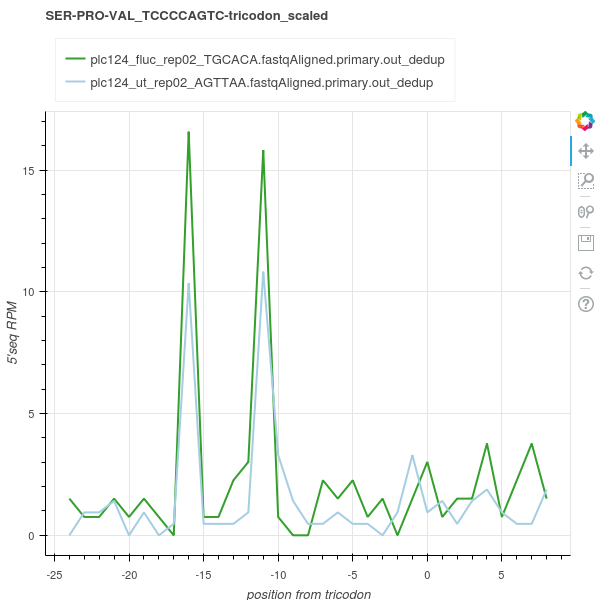 SER-PRO-VAL_TCCCCAGTC-tricodon_scaled
plc124_fluc_rep02_TGCACA.fastqAligned.primary.out_dedup
plc124_ut_rep02_AGTTAA.fastqAligned.primary.out_dedup
15
10
5
0
5'seq RPM
-25 -20 -15 -10 -5 0 5
position from tricodon